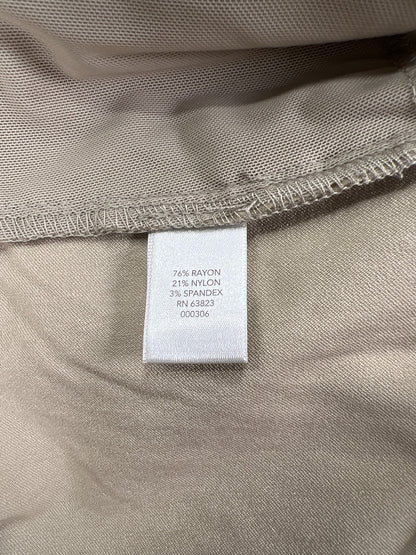 76% RAYON
21% NYLON
3% SPANDEX
RN 63823
000306